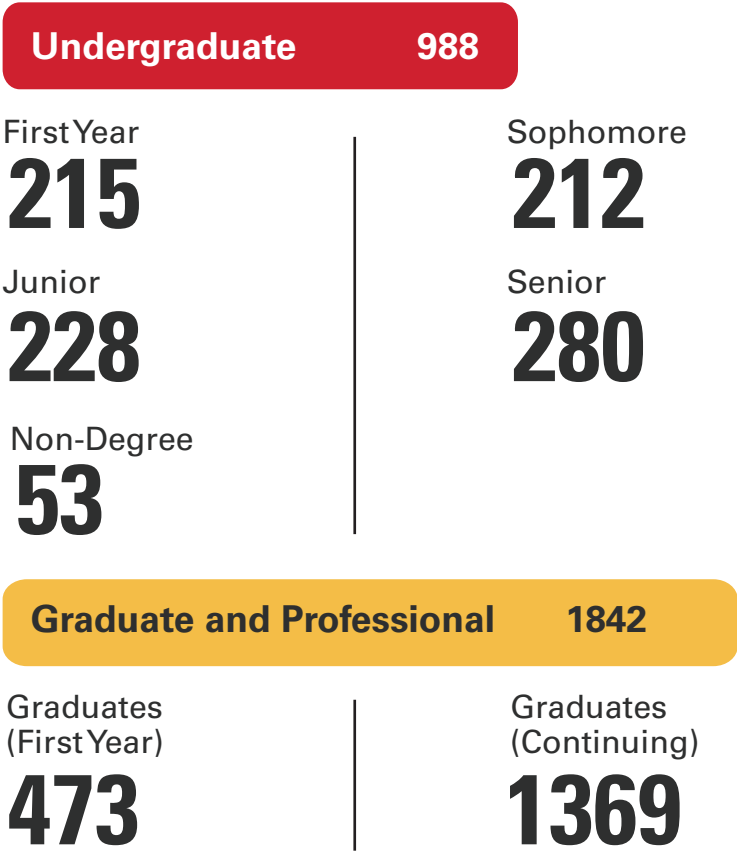 Undergraduate 988
First Year
215
Sophomore
212
Junior
228
Senior
280
Non-Degree
53
Graduate and Professional 1842
Graduates
(First Year)
473
Graduates
(Continuing)
1369